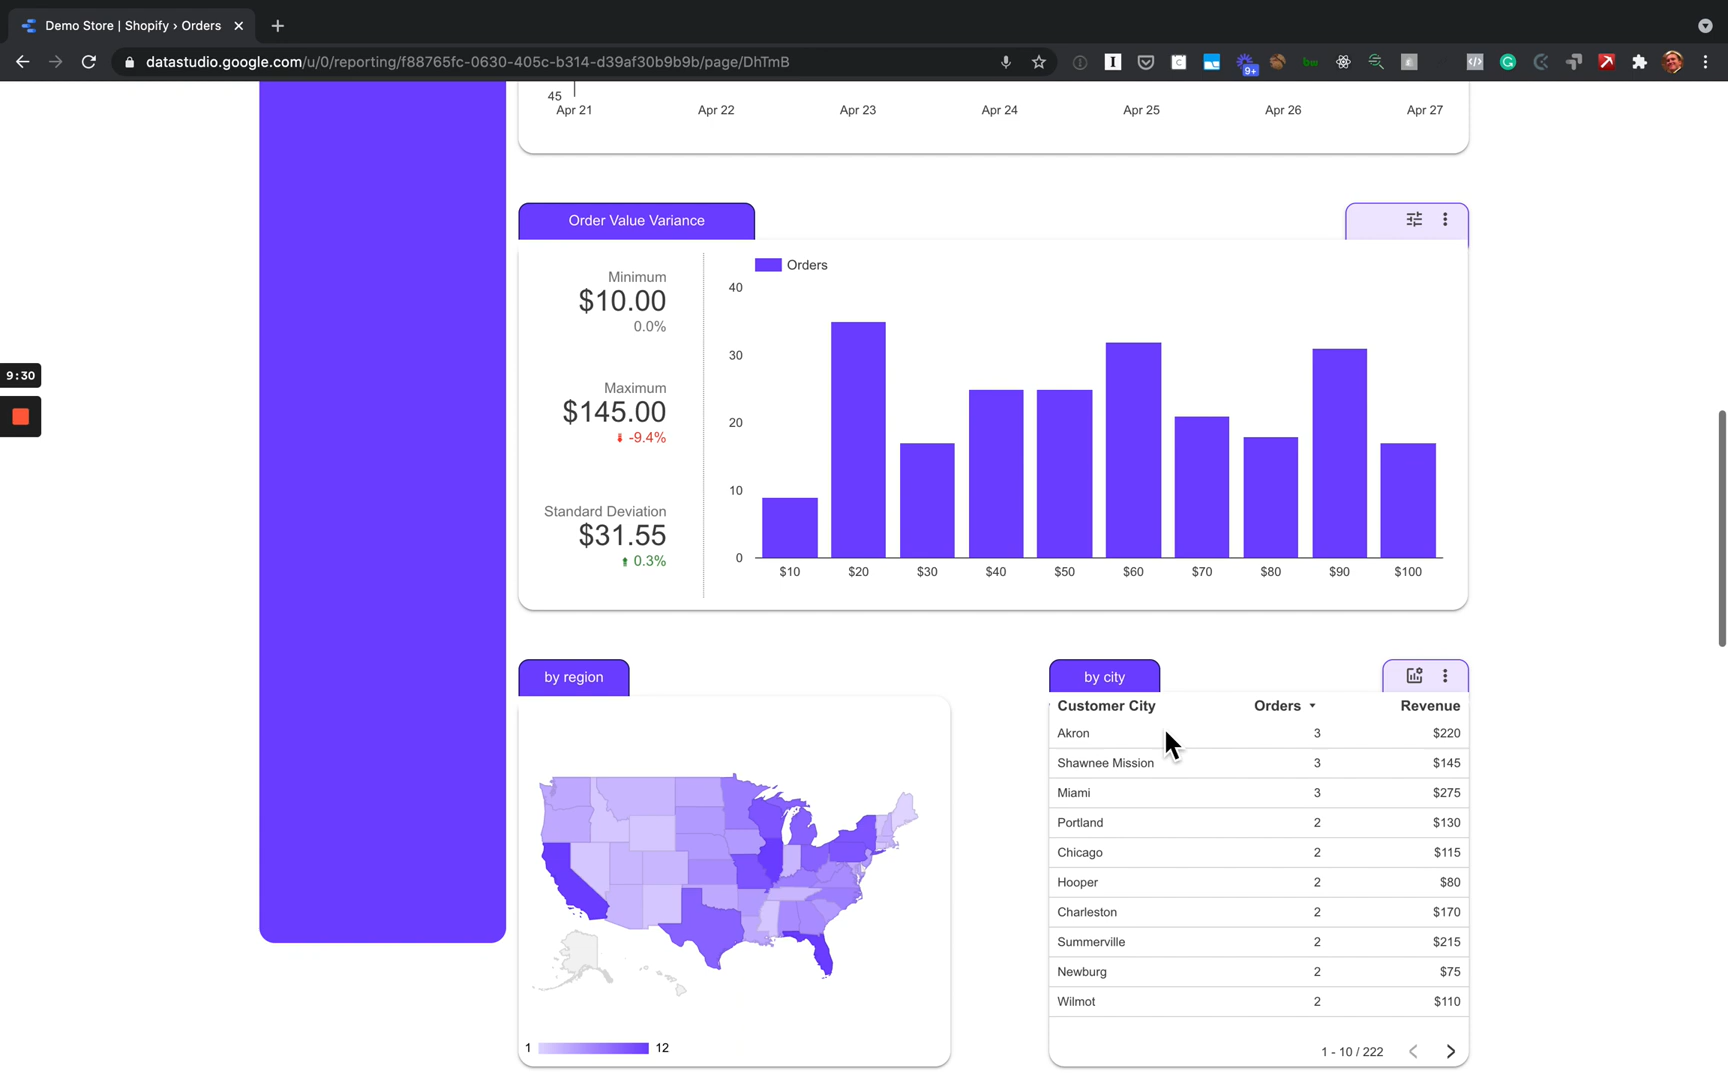 Demo Store | Shopify › Orders
datastudio.google.com/u/0/reporting/f88765fc-0630-405c-b314-d39af30b9b9b/page/DhTmB
9+
bw
45
Apr 21 Apr 22 Apr 23 Apr 24 Apr 25 Apr 26 Apr 27
Order Value Variance
Minimum
$10.00
0.0%
Maximum
$145.00
-9.4%
Standard Deviation
$31.55
0.3%
Orders
40
30
20
10
0
$10 $20 $30 $40 $50 $60 $70 $80 $90 $100
9:30
by region
1 12
by city
Customer City Orders Revenue
Akron 3 $220
Shawnee Mission 3 $145
Miami 3 $275
Portland 2 $130
Chicago 2 $115
Hooper 2 $80
Charleston 2 $170
Summerville 2 $215
Newburg 2 $75
Wilmot 2 $110
1 - 10 / 222